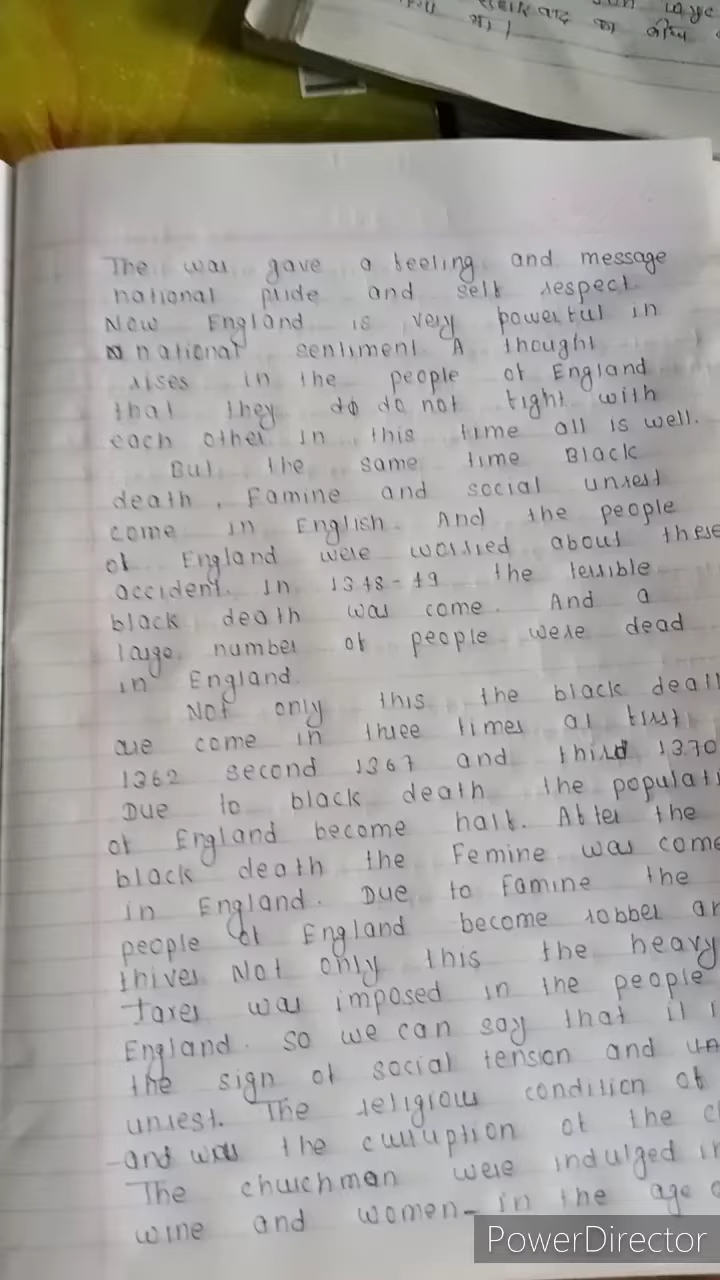 The war gave a feeling and message
national pride and self respect
Now England is very powerful in
national sentiment A thought
rises in the people of England
that they do do not fight with
each other in this time all is well.
But the same time Black
death, Famine and social unrest
come in English. And the people
of England were worried about these
accident. In 1348-49 the terrible
black death was come. And a
large number of people were dead
in England.
Not only this the black death
are come in three times at first
1362 second 1367 and third 1370
Due to black death the populati
of England become half. After the
black death the Femine was come
in England. Due to Famine the
people of England become robber an
thives Not only this the heavy
taxes was imposed in the people
England. So we can say that it i
the sign of social tension and
unrest. The religious condition of
and was the curruption of the c
The churchman were indulged in
wine and women- in the age
PowerDirector